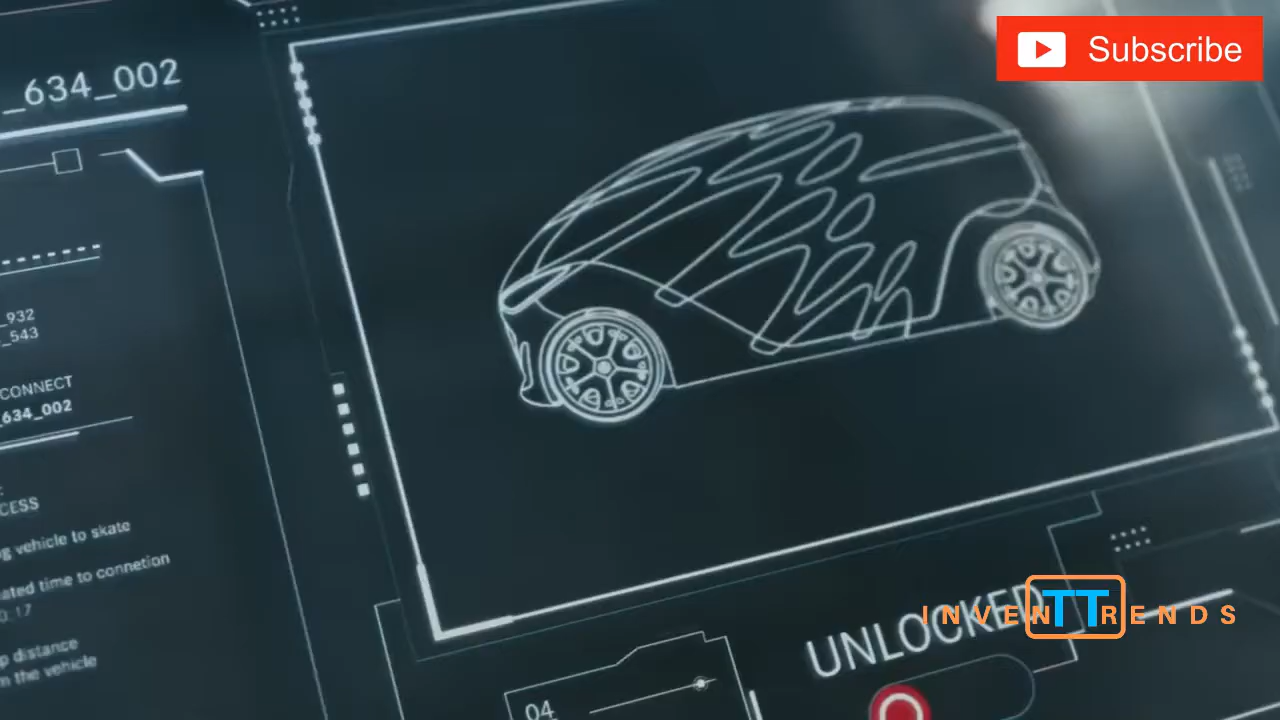 Subscribe
_634_002
_932
_543
CONNECT
_634_002
CESS
g vehicle to skate
ated time to connetion
0.17
p distance
m the vehicle
UNLOCKED
INVENTTRENDS
04